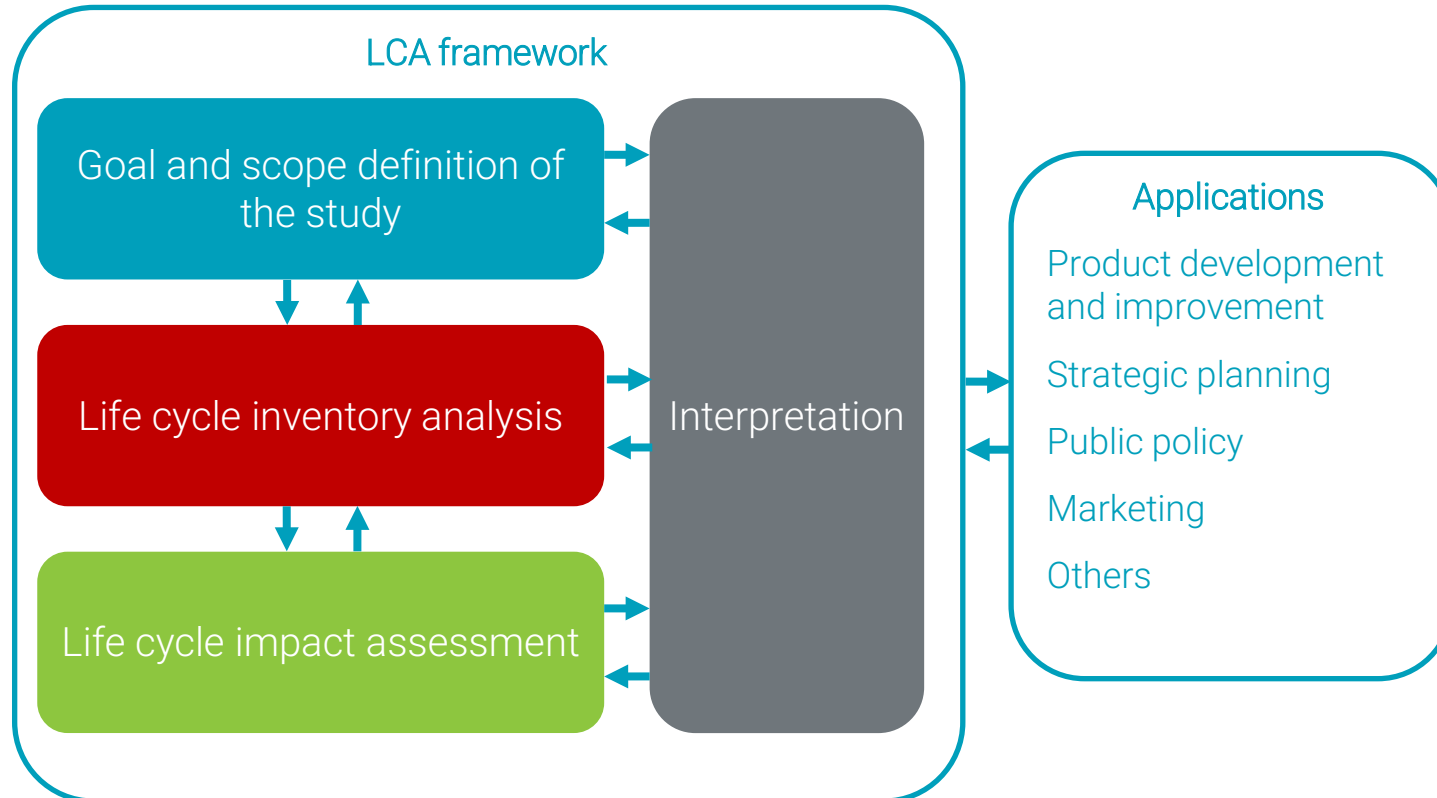 LCA framework
Goal and scope definition of
the study
Life cycle inventory analysis
Life cycle impact assessment
Interpretation
Applications
Product development
and improvement
Strategic planning
Public policy
Marketing
Others